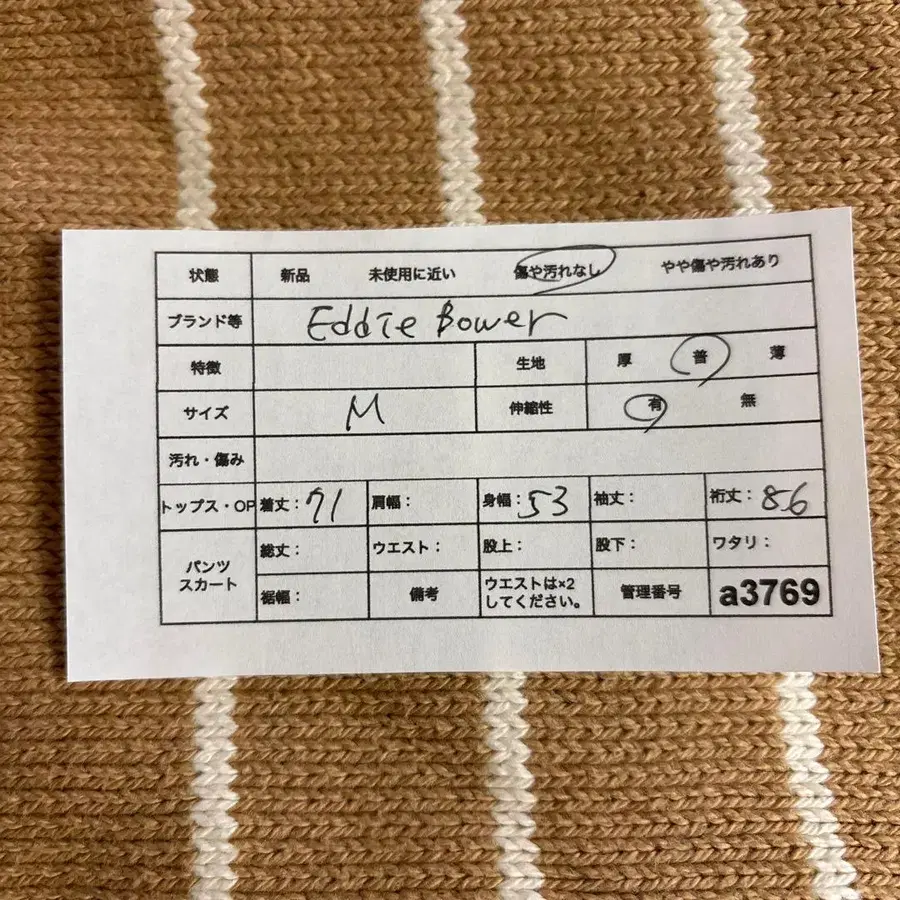 状態 新品 未使用に近い 傷や汚れなし やや傷や汚れあり
ブランド等 Eddie Bower
特徴 生地 厚 普 薄
サイズ M 伸縮性 有 無
汚れ・傷み
トップス・OP 着丈:71 肩幅: 身幅:53 袖丈: 裄丈:86
パンツ
スカート
総丈: ウエスト: 股上: 股下: ワタリ:
裾幅: 備考 ウエストは×2
してください。 管理番号 a3769